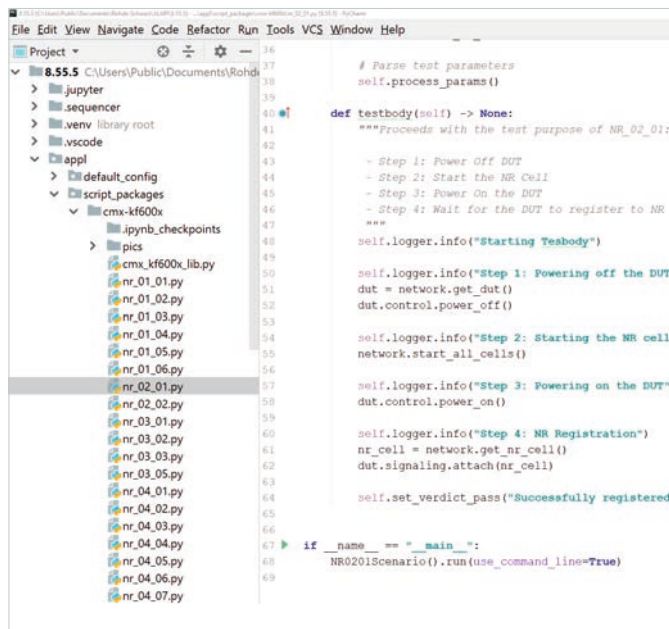 File Edit View Navigate Code Refactor Run Tools VCS Window Help
Project
8.55.5 C:\Users\Public\Documents\Rohde
.jupyter
.sequencer
.venv library root
.vscode
appl
default_config
script_packages
cmx-kf600x
.ipynb_checkpoints
pics
cmx_kf600x_lib.py
nr_01_01.py
nr_01_02.py
nr_01_03.py
nr_01_04.py
nr_01_05.py
nr_01_06.py
nr_02_01.py
nr_02_02.py
nr_03_01.py
nr_03_02.py
nr_03_03.py
nr_03_05.py
nr_04_01.py
nr_04_02.py
nr_04_03.py
nr_04_04.py
nr_04_05.py
nr_04_06.py
nr_04_07.py
36
37 # Parse test parameters
38 self.process_params()
39
40 def testbody(self) -> None:
41 """Proceeds with the test purpose of NR_02_01:
42
43 - Step 1: Power Off DUT
44 - Step 2: Start the NR Cell
45 - Step 3: Power On the DUT
46 - Step 4: Wait for the DUT to register to NR
47 """
48 self.logger.info("Starting Tesbody")
49
50 self.logger.info("Step 1: Powering off the DUT
51 dut = network.get_dut()
52 dut.control.power_off()
53
54 self.logger.info("Step 2: Starting the NR cell
55 network.start_all_cells()
56
57 self.logger.info("Step 3: Powering on the DUT"
58 dut.control.power_on()
59
60 self.logger.info("Step 4: NR Registration")
61 nr_cell = network.get_nr_cell()
62 dut.signaling.attach(nr_cell)
63
64 self.set_verdict_pass("Successfully registered
65
66
67 if __name__ == "__main__":
68 NR0201Scenario().run(use_command_line=True)
69